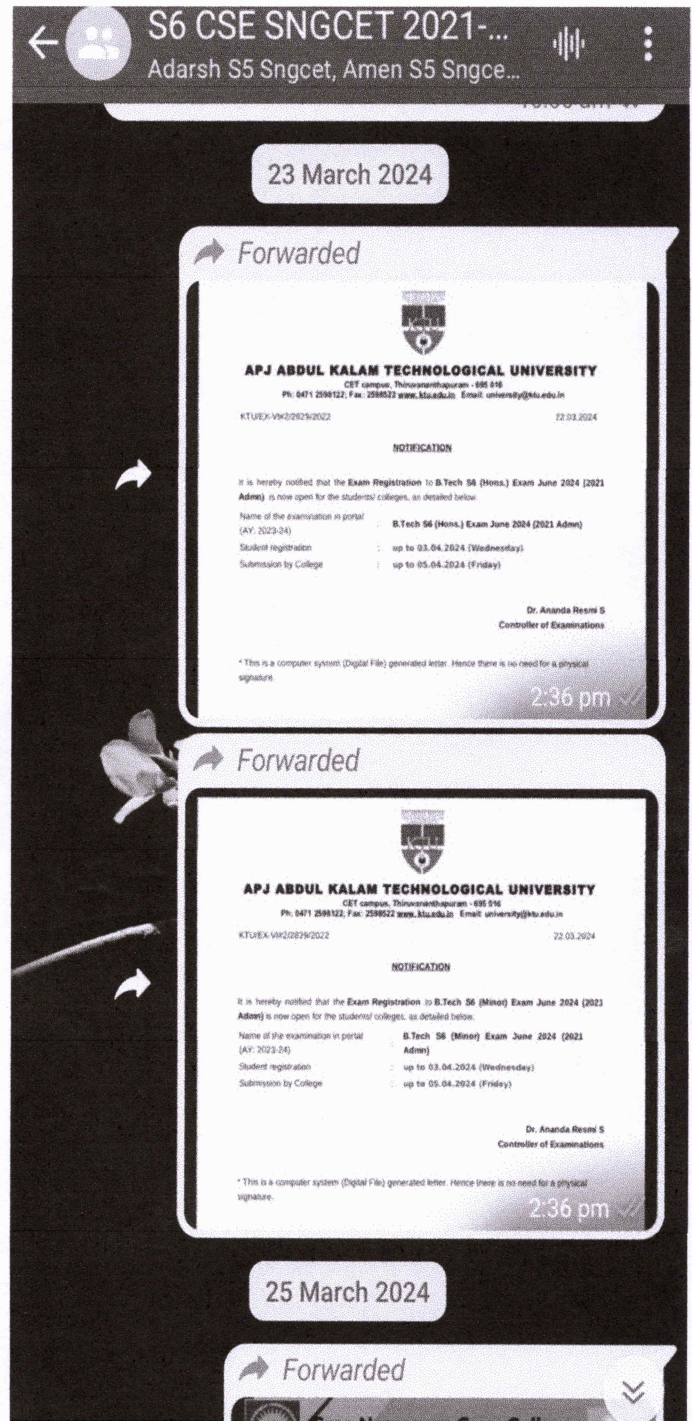 S6 CSE SNGCET 2021-...
Adarsh S5 Sngcet, Amen S5 Sngce...
23 March 2024
Forwarded
APJ ABDUL KALAM TECHNOLOGICAL UNIVERSITY
CET campus, Thiruvananthapuram - 695 016
Ph: 0471 2598122; Fax: 2598522 www.ktu.edu.in Email: university@ktu.edu.in
22.03.2024
NOTIFICATION
It is hereby notified that the Exam Registration to B.Tech S6 (Hons.) Exam June 2024 (2021
Admn) is now open for the students/ colleges, as detailed below.
Name of the examination in portal
(AY: 2023-24) : B.Tech S6 (Hons.) Exam June 2024 (2021 Admn)
Student registration : up to 03.04.2024 (Wednesday)
Submission by College : up to 05.04.2024 (Friday)
Dr. Ananda Resmi S
Controller of Examinations
* This is a computer system (Digital File) generated letter. Hence there is no need for a physical
signature.
2:36 pm
Forwarded
APJ ABDUL KALAM TECHNOLOGICAL UNIVERSITY
CET campus, Thiruvananthapuram - 695 016
Ph: 0471 2598122; Fax: 2598522 www.ktu.edu.in Email: university@ktu.edu.in
22.03.2024
NOTIFICATION
It is hereby notified that the Exam Registration to B.Tech S6 (Minor) Exam June 2024
Admn) is now open for the students/ colleges, as detailed below.
Name of the examination in portal : B.Tech S6 (Minor) Exam June 2024 (2021
(AY: 2023-24) Admn)
Student registration : up to 03.04.2024 (Wednesday)
Submission by College : up to 05.04.2024 (Friday)
Dr. Ananda Resmi S
Controller of Examinations
* This is a computer system (Digital File) generated letter. Hence there is no need for a physical
signature.
2:36 pm
25 March 2024
Forwarded